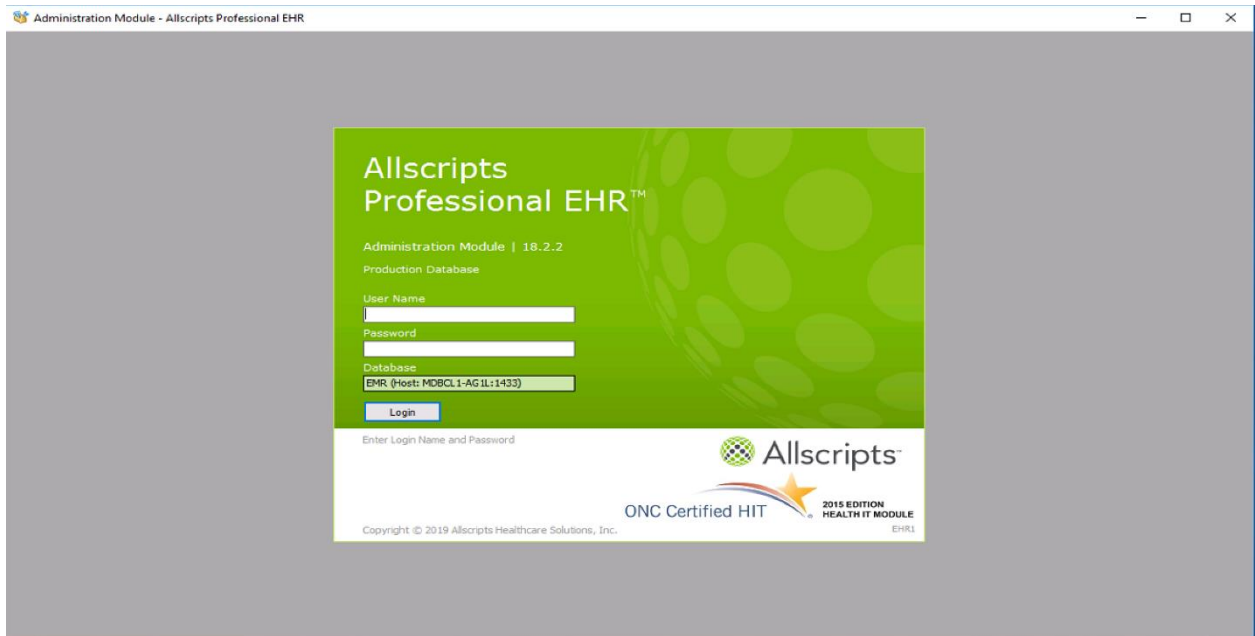 Administration Module - Allscripts Professional EHR
Allscripts
Professional EHR™
Administration Module | 18.2.2
Production Database
User Name
Password
Database
EMR (Host: MDBCL1-AG1L:1433)
Login
Enter Login Name and Password
Allscripts™
ONC Certified HIT
2015 EDITION
HEALTH IT MODULE
Copyright © 2019 Allscripts Healthcare Solutions, Inc.
EHR1